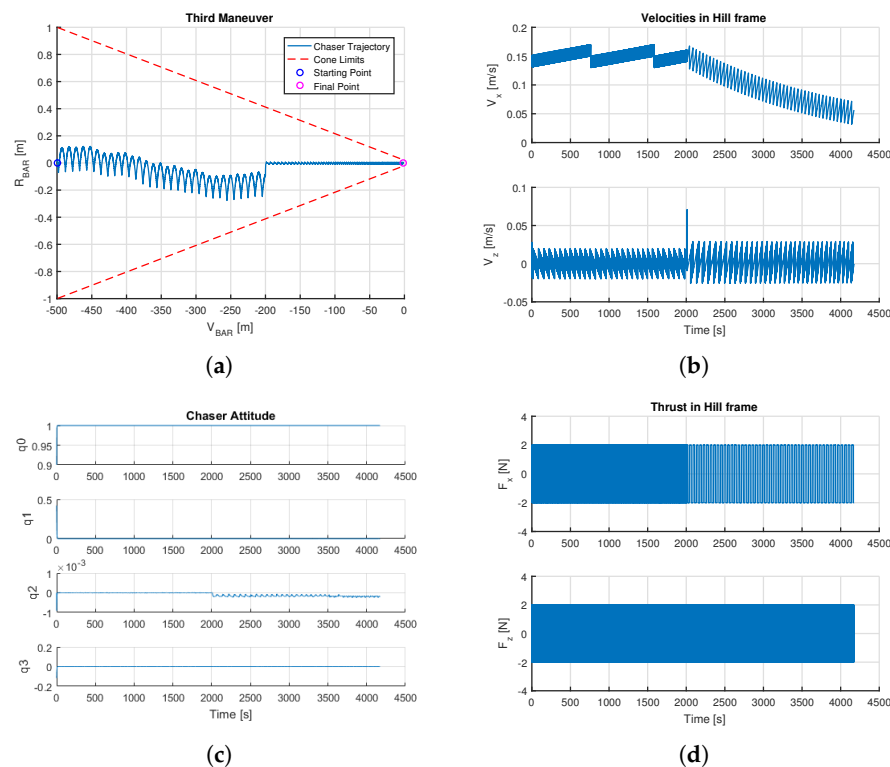 Third Maneuver
1
0.8
0.6
0.4
0.2
0
-0.2
-0.4
-0.6
-0.8
-1
R_BAR [m]
Chaser Trajectory
Cone Limits
Starting Point
Final Point
-500 -450 -400 -350 -300 -250 -200 -150 -100 -50 0
V_BAR [m]
(a)
Velocities in Hill frame
0.2
0.15
0.1
0.05
0
V_x [m/s]
0 500 1000 1500 2000 2500 3000 3500 4000 4500
0.1
0.05
0
-0.05
V_z [m/s]
0 500 1000 1500 2000 2500 3000 3500 4000 4500
Time [s]
(b)
Chaser Attitude
1
0.95
0.9
q0
0 500 1000 1500 2000 2500 3000 3500 4000 4500
0.5
0
q1
0 500 1000 1500 2000 2500 3000 3500 4000 4500
× 10^-3
1
0
-1
q2
0 500 1000 1500 2000 2500 3000 3500 4000 4500
0.2
0
-0.2
q3
0 500 1000 1500 2000 2500 3000 3500 4000 4500
Time [s]
(c)
Thrust in Hill frame
4
2
0
-2
-4
F_x [N]
0 500 1000 1500 2000 2500 3000 3500 4000 4500
4
2
0
-2
-4
F_z [N]
0 500 1000 1500 2000 2500 3000 3500 4000 4500
Time [s]
(d)